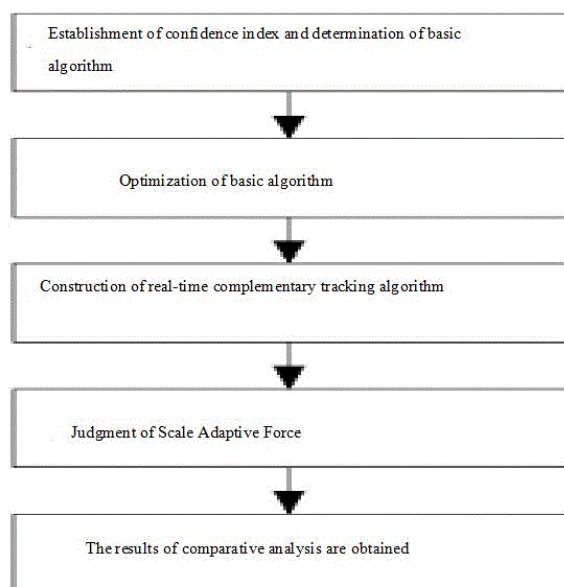 Establishment of confidence index and determination of basic
algorithm
Optimization of basic algorithm
Construction of real-time complementary tracking algorithm
Judgment of Scale Adaptive Force
The results of comparative analysis are obtained